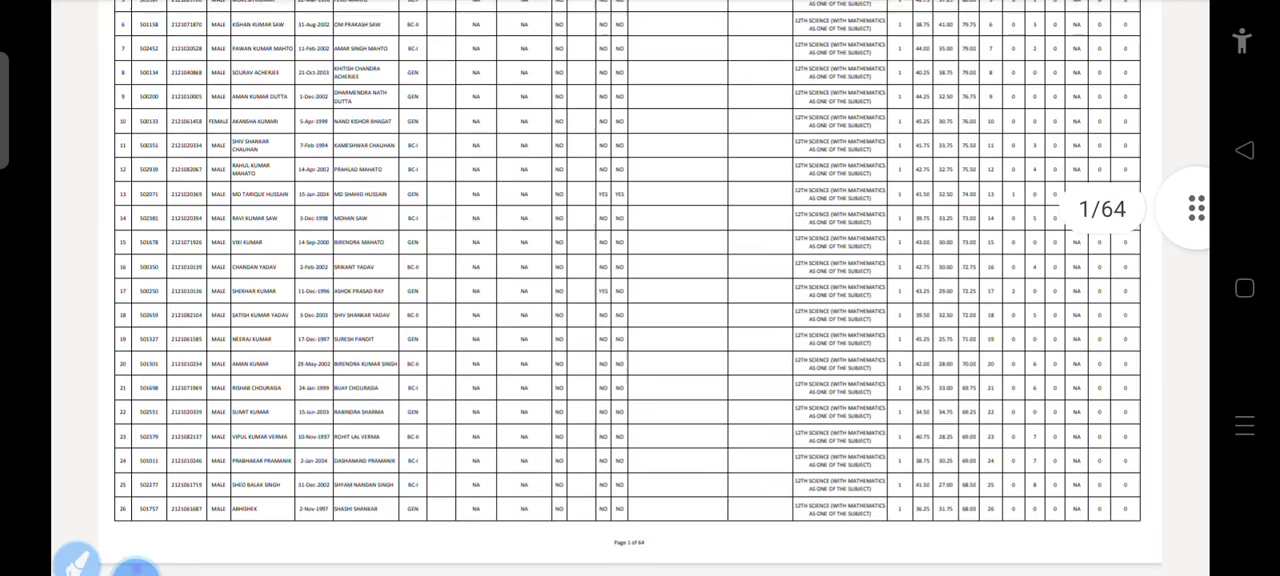 6 501158 2121071870 MALE KISHAN KUMAR SAW 31-Aug-2002 OM PRAKASH SAW BC-II NA NA NO NO NO 12TH SCIENCE (WITH MATHEMATICS AS ONE OF THE SUBJECT) 1 38.75 41.00 79.75 6 0 3 0 NA 0 0
7 502452 2121020528 MALE PAWAN KUMAR MAHTO 11-Feb-2002 AMAR SINGH MAHTO BC-I NA NA NO NO NO 12TH SCIENCE (WITH MATHEMATICS AS ONE OF THE SUBJECT) 1 44.00 35.00 79.00 7 0 2 0 NA 0 0
8 500134 2121040868 MALE SOURAV ACHERJEE 21-Oct-2003 KHITISH CHANDRA ACHERJEE GEN NA NA NO NO NO 12TH SCIENCE (WITH MATHEMATICS AS ONE OF THE SUBJECT) 1 40.25 38.75 79.00 8 0 0 0 NA 0 0
9 500200 2121010005 MALE AMAN KUMAR DUTTA 1-Dec-2002 DHARMENDRA NATH DUTTA GEN NA NA NO NO NO 12TH SCIENCE (WITH MATHEMATICS AS ONE OF THE SUBJECT) 1 44.25 32.50 76.75 9 0 0 0 NA 0 0
10 500133 2121061458 FEMALE AKANSHA KUMARI 5-Apr-1999 NAND KISHOR BHAGAT GEN NA NA NO NO NO 12TH SCIENCE (WITH MATHEMATICS AS ONE OF THE SUBJECT) 1 45.25 30.75 76.00 10 0 0 0 NA 0 0
11 500351 2121020334 MALE SHIV SHANKAR CHAUHAN 7-Feb-1994 KAMESHWAR CHAUHAN BC-I NA NA NO NO NO 12TH SCIENCE (WITH MATHEMATICS AS ONE OF THE SUBJECT) 1 41.75 33.75 75.50 11 0 3 0 NA 0 0
12 502939 2121082067 MALE RAHUL KUMAR MAHATO 14-Apr-2002 PRAHLAD MAHATO BC-I NA NA NO NO NO 12TH SCIENCE (WITH MATHEMATICS AS ONE OF THE SUBJECT) 1 42.75 32.75 75.50 12 0 4 0 NA 0 0
13 502071 2121020369 MALE MD TARIQUE HUSSAIN 15-Jan-2004 MD SHAHID HUSSAIN GEN NA NA NO YES YES 12TH SCIENCE (WITH MATHEMATICS AS ONE OF THE SUBJECT) 1 41.50 32.50 74.00 13 1 0 0 NA 0 0
14 502381 2121020394 MALE RAVI KUMAR SAW 3-Dec-1998 MOHAN SAW BC-I NA NA NO NO NO 12TH SCIENCE (WITH MATHEMATICS AS ONE OF THE SUBJECT) 1 39.75 33.25 73.00 14 0 5 0
1/64
15 501678 2121071926 MALE VIKI KUMAR 14-Sep-2000 BIRENDRA MAHATO GEN NA NA NO NO NO 12TH SCIENCE (WITH MATHEMATICS AS ONE OF THE SUBJECT) 1 43.00 30.00 73.00 15 0 0 0 NA 0 0
16 500350 2121010139 MALE CHANDAN YADAV 2-Feb-2002 SRIKANT YADAV BC-II NA NA NO NO NO 12TH SCIENCE (WITH MATHEMATICS AS ONE OF THE SUBJECT) 1 42.75 30.00 72.75 16 0 4 0 NA 0 0
17 500250 2121010136 MALE SHEKHAR KUMAR 11-Dec-1996 ASHOK PRASAD RAY GEN NA NA NO YES NO 12TH SCIENCE (WITH MATHEMATICS AS ONE OF THE SUBJECT) 1 43.25 29.00 72.25 17 2 0 0 NA 0 0
18 502659 2121082104 MALE SATISH KUMAR YADAV 3-Dec-2003 SHIV SHANKAR YADAV BC-II NA NA NO NO NO 12TH SCIENCE (WITH MATHEMATICS AS ONE OF THE SUBJECT) 1 39.50 32.50 72.00 18 0 5 0 NA 0 0
19 501327 2121061585 MALE NEERAJ KUMAR 17-Dec-1997 SURESH PANDIT GEN NA NA NO NO NO 12TH SCIENCE (WITH MATHEMATICS AS ONE OF THE SUBJECT) 1 45.25 25.75 71.00 19 0 0 0 NA 0 0
20 501301 2121010234 MALE AMAN KUMAR 29-May-2002 BIRENDRA KUMAR SINGH BC-II NA NA NO NO NO 12TH SCIENCE (WITH MATHEMATICS AS ONE OF THE SUBJECT) 1 42.00 28.00 70.00 20 0 6 0 NA 0 0
21 501698 2121071969 MALE RISHAB CHOURASIA 24-Jan-1999 BIJAY CHOURASIA BC-I NA NA NO NO NO 12TH SCIENCE (WITH MATHEMATICS AS ONE OF THE SUBJECT) 1 36.75 33.00 69.75 21 0 6 0 NA 0 0
22 502551 2121020339 MALE SUMIT KUMAR 15-Jun-2003 RABINDRA SHARMA GEN NA NA NO NO NO 12TH SCIENCE (WITH MATHEMATICS AS ONE OF THE SUBJECT) 1 34.50 34.75 69.25 22 0 0 0 NA 0 0
23 502379 2121082137 MALE VIPUL KUMAR VERMA 10-Nov-1997 ROHIT LAL VERMA BC-II NA NA NO NO NO 12TH SCIENCE (WITH MATHEMATICS AS ONE OF THE SUBJECT) 1 40.75 28.25 69.00 23 0 7 0 NA 0 0
24 501011 2121010246 MALE PRABHAKAR PRAMANIK 2-Jan-2004 DASHANAND PRAMANIK BC-I NA NA NO NO NO 12TH SCIENCE (WITH MATHEMATICS AS ONE OF THE SUBJECT) 1 38.75 30.25 69.00 24 0 7 0 NA 0 0
25 502277 2121061719 MALE SHEO BALAK SINGH 31-Dec-2002 SHYAM NANDAN SINGH BC-I NA NA NO NO NO 12TH SCIENCE (WITH MATHEMATICS AS ONE OF THE SUBJECT) 1 41.50 27.00 68.50 25 0 8 0 NA 0 0
26 501757 2121061687 MALE ABHISHEK 2-Nov-1997 SHASHI SHANKAR GEN NA NA NO NO NO 12TH SCIENCE (WITH MATHEMATICS AS ONE OF THE SUBJECT) 1 36.25 31.75 68.00 26 0 0 0 NA 0 0
Page 1 of 64